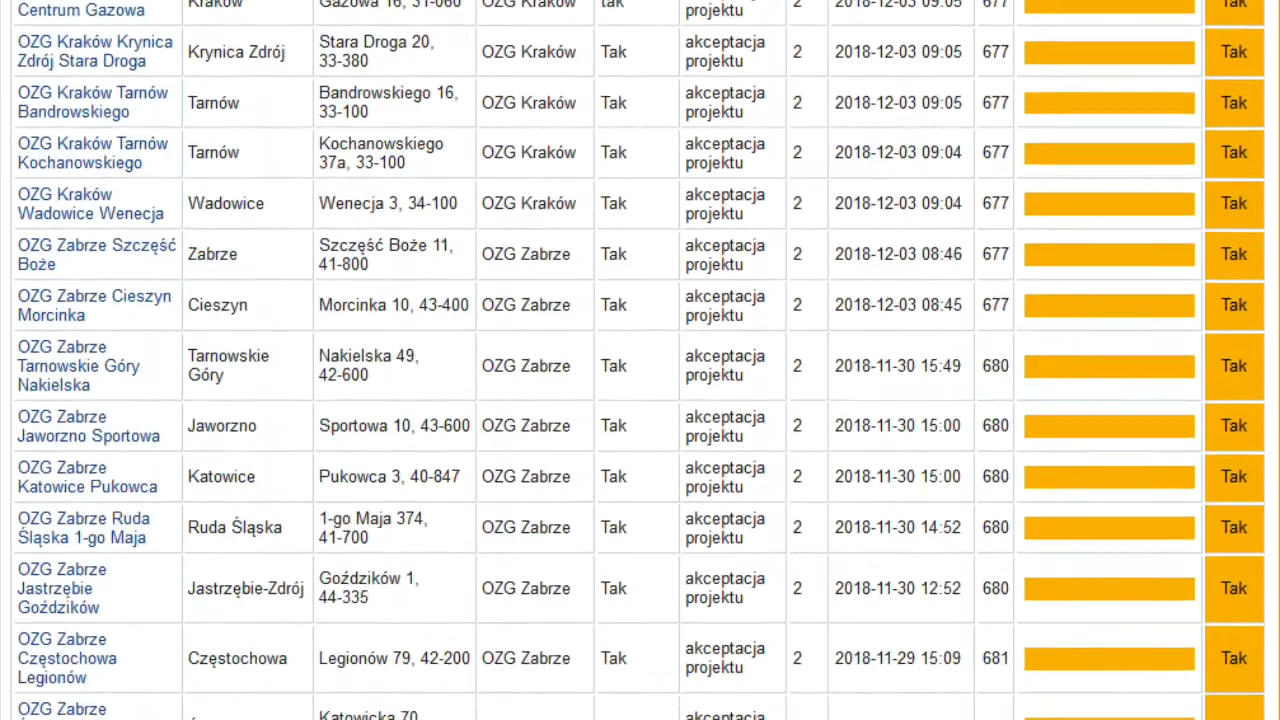 Centrum Gazowa Kraków Gazowa 16, 31-060 OZG Kraków tak projektu 2 2018-12-03 09:05 677 Tak
OZG Kraków Krynica
Zdrój Stara Droga
Krynica Zdrój
Stara Droga 20,
33-380
OZG Kraków
Tak
akceptacja
projektu
2
2018-12-03 09:05
677
Tak
OZG Kraków Tarnów
Bandrowskiego
Tarnów
Bandrowskiego 16,
33-100
OZG Kraków
Tak
akceptacja
projektu
2
2018-12-03 09:05
677
Tak
OZG Kraków Tarnów
Kochanowskiego
Tarnów
Kochanowskiego
37a, 33-100
OZG Kraków
Tak
akceptacja
projektu
2
2018-12-03 09:04
677
Tak
OZG Kraków
Wadowice Wenecja
Wadowice
Wenecja 3, 34-100
OZG Kraków
Tak
akceptacja
projektu
2
2018-12-03 09:04
677
Tak
OZG Zabrze Szczęść
Boże
Zabrze
Szczęść Boże 11,
41-800
OZG Zabrze
Tak
akceptacja
projektu
2
2018-12-03 08:46
677
Tak
OZG Zabrze Cieszyn
Morcinka
Cieszyn
Morcinka 10, 43-400
OZG Zabrze
Tak
akceptacja
projektu
2
2018-12-03 08:45
677
Tak
OZG Zabrze
Tarnowskie Góry
Nakielska
Tarnowskie
Góry
Nakielska 49,
42-600
OZG Zabrze
Tak
akceptacja
projektu
2
2018-11-30 15:49
680
Tak
OZG Zabrze
Jaworzno Sportowa
Jaworzno
Sportowa 10, 43-600
OZG Zabrze
Tak
akceptacja
projektu
2
2018-11-30 15:00
680
Tak
OZG Zabrze
Katowice Pukowca
Katowice
Pukowca 3, 40-847
OZG Zabrze
Tak
akceptacja
projektu
2
2018-11-30 15:00
680
Tak
OZG Zabrze Ruda
Śląska 1-go Maja
Ruda Śląska
1-go Maja 374,
41-700
OZG Zabrze
Tak
akceptacja
projektu
2
2018-11-30 14:52
680
Tak
OZG Zabrze
Jastrzębie
Goździków
Jastrzębie-Zdrój
Goździków 1,
44-335
OZG Zabrze
Tak
akceptacja
projektu
2
2018-11-30 12:52
680
Tak
OZG Zabrze
Częstochowa
Legionów
Częstochowa
Legionów 79, 42-200
OZG Zabrze
Tak
akceptacja
projektu
2
2018-11-29 15:09
681
Tak
OZG Zabrze
Katowicka 70
akceptacja